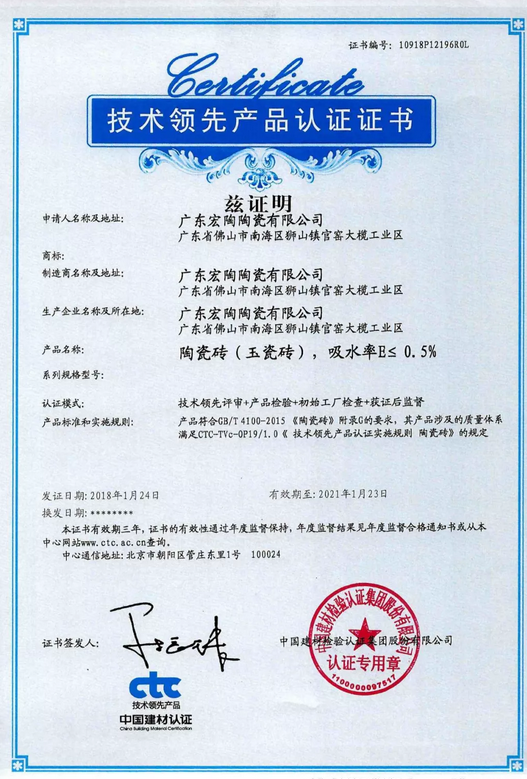 证书编号: 10918P12196R0L
Certificate
技术领先产品认证证书
兹证明
申请人名称及地址: 广东宏陶陶瓷有限公司
广东省佛山市南海区狮山镇官窑大榄工业区
商标:
制造商名称及地址: 广东宏陶陶瓷有限公司
广东省佛山市南海区狮山镇官窑大榄工业区
生产企业名称及所在地: 广东宏陶陶瓷有限公司
广东省佛山市南海区狮山镇官窑大榄工业区
产品名称: 陶瓷砖（玉瓷砖），吸水率E≤ 0.5%
系列规格型号:
认证模式: 技术领先评审+产品检验+初始工厂检查+获证后监督
产品标准和实施规则: 产品符合GB/T 4100-2015 《陶瓷砖》附录G的要求，其产品涉及的质量体系
满足CTC-TVc-OP19/1.0《 技术领先产品认证实施规则 陶瓷砖》的规定
发证日期: 2018年1月24日 有效期至: 2021年1月23日
换发日期: ********
本证书有效期三年,证书的有效性通过年度监督保持,年度监督结果见年度监督合格通知书或从本
中心网站www.ctc.ac.cn查询。
中心通信地址:北京市朝阳区管庄东里1号 100024
证书签发人:
中国建材检验认证集团股份有限公司
中国建材检验认证集团股份有限公司
认证专用章
1100000097517
ctc
技术领先产品
中国建材认证
China Building Material Certification